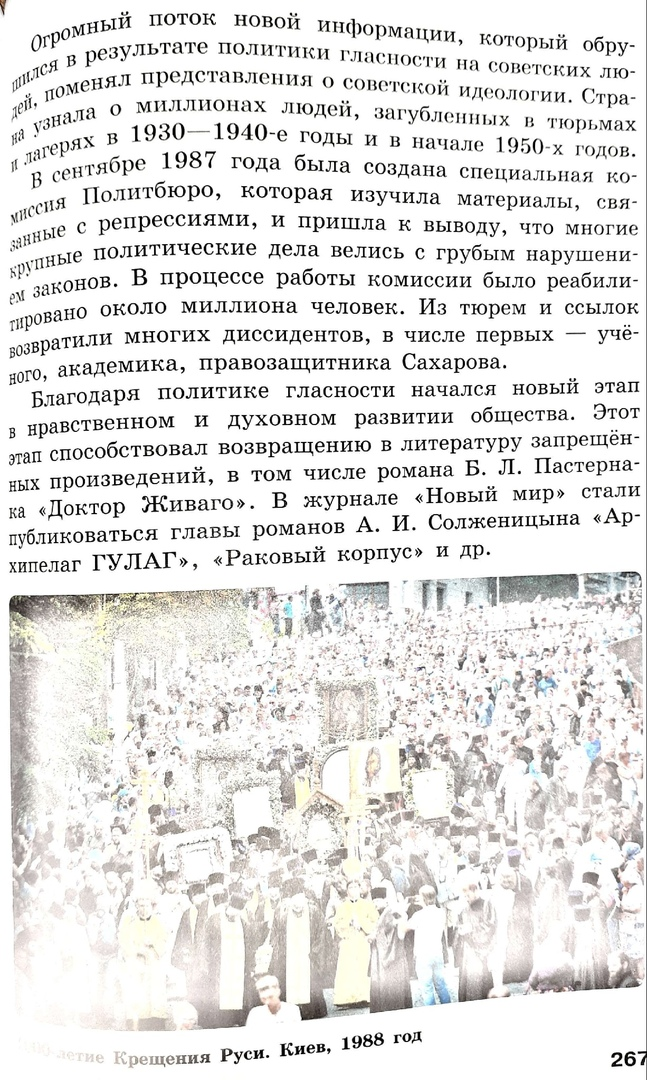 Огромный поток новой информации, который обру-
шился в результате политики гласности на советских лю-
дей, поменял представления о советской идеологии. Стра-
на узнала о миллионах людей, загубленных в тюрьмах
и лагерях в 1930—1940-е годы и в начале 1950-х годов.
В сентябре 1987 года была создана специальная ко-
миссия Политбюро, которая изучила материалы, свя-
занные с репрессиями, и пришла к выводу, что многие
крупные политические дела велись с грубым нарушени-
ем законов. В процессе работы комиссии было реабили-
тировано около миллиона человек. Из тюрем и ссылок
возвратили многих диссидентов, в числе первых — учё-
ного, академика, правозащитника Сахарова.
Благодаря политике гласности начался новый этап
в нравственном и духовном развитии общества. Этот
этап способствовал возвращению в литературу запрещён-
ных произведений, в том числе романа Б. Л. Пастерна-
ка «Доктор Живаго». В журнале «Новый мир» стали
публиковаться главы романов А. И. Солженицына «Ар-
хипелаг ГУЛАГ», «Раковый корпус» и др.
Крещения Руси. Киев, 1988 год
267